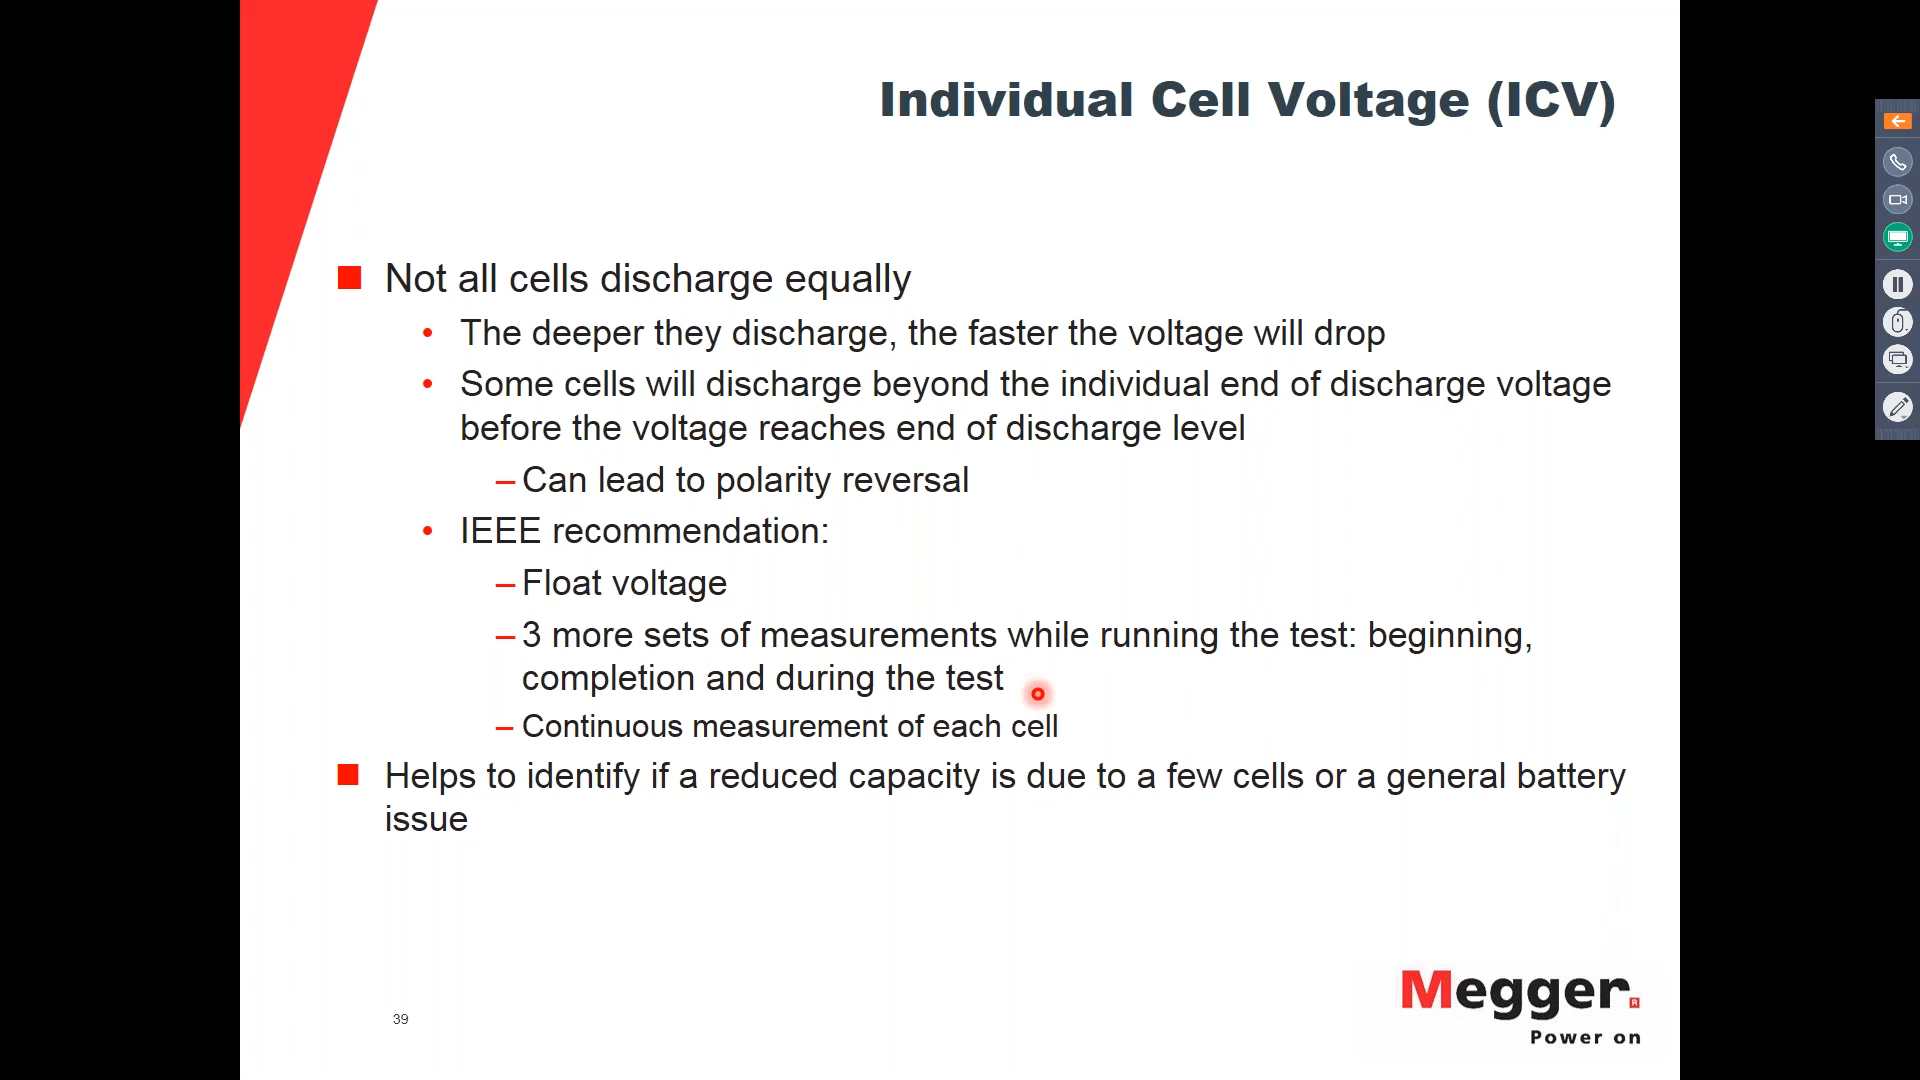 Individual Cell Voltage (ICV)
Not all cells discharge equally
• The deeper they discharge, the faster the voltage will drop
• Some cells will discharge beyond the individual end of discharge voltage
before the voltage reaches end of discharge level
– Can lead to polarity reversal
• IEEE recommendation:
– Float voltage
– 3 more sets of measurements while running the test: beginning,
completion and during the test
– Continuous measurement of each cell
Helps to identify if a reduced capacity is due to a few cells or a general battery
issue
39
Megger®
Power on